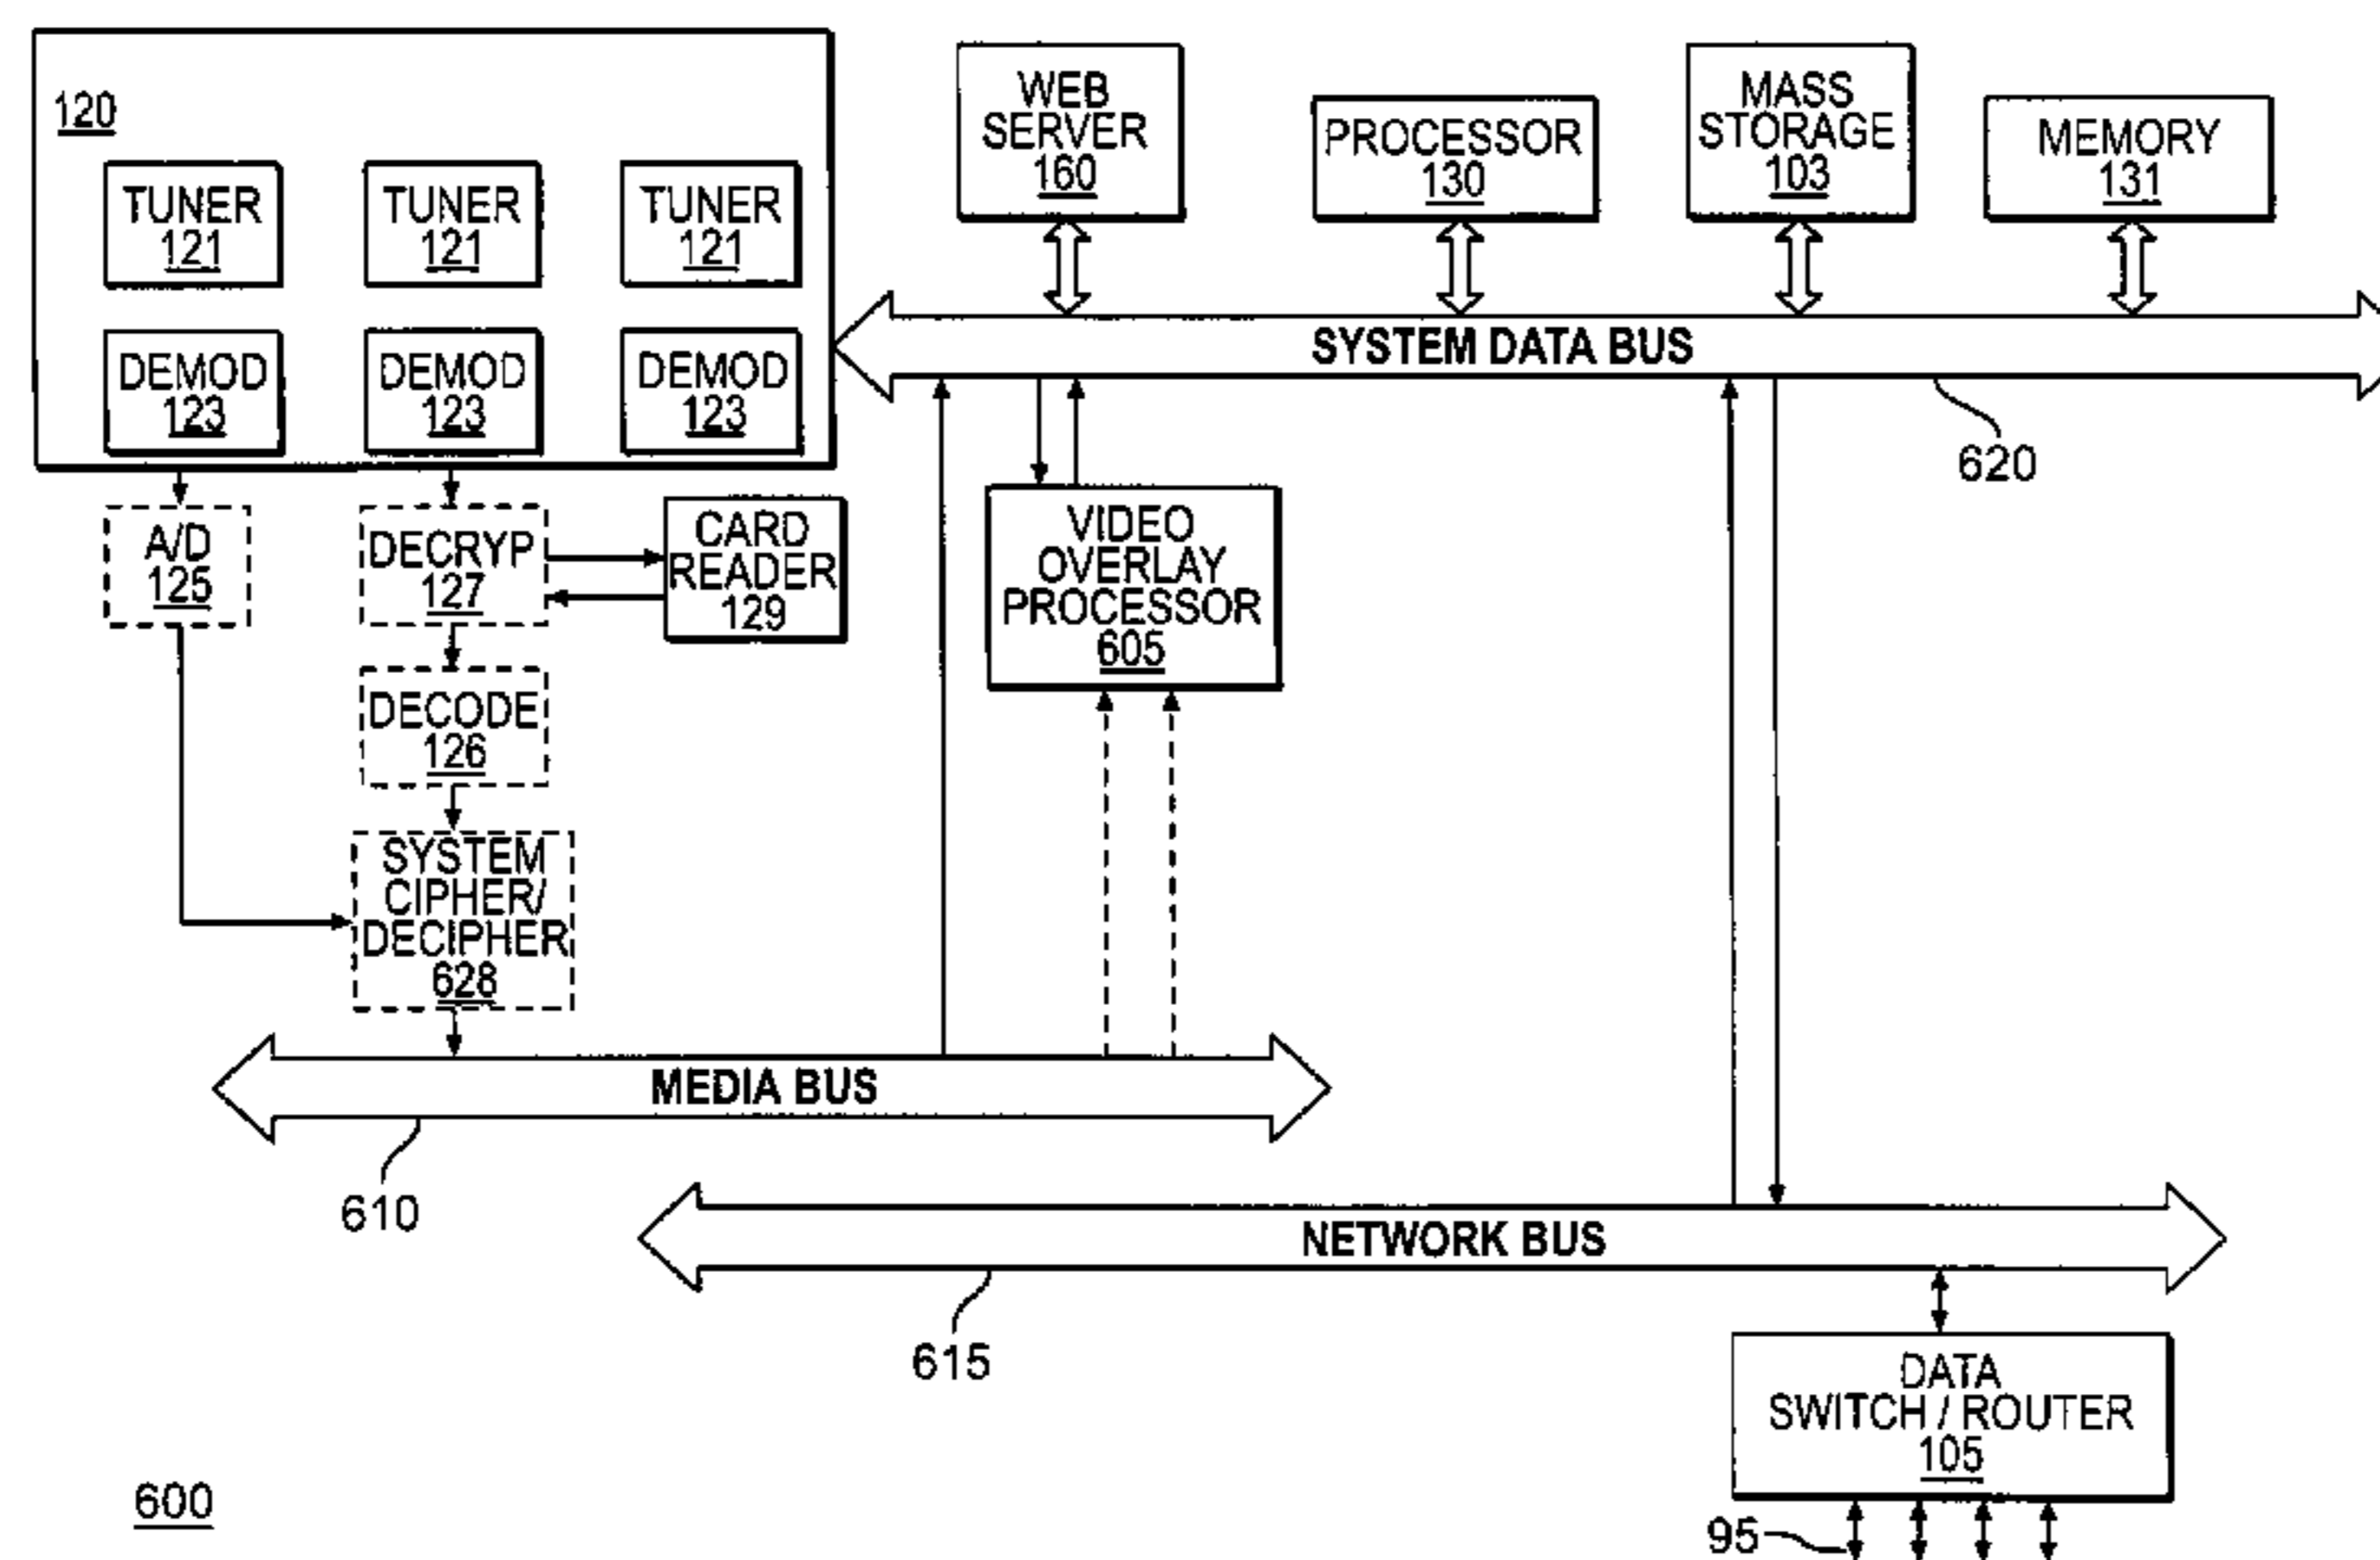 120
TUNER
121
TUNER
121
TUNER
121
DEMOD
123
DEMOD
123
DEMOD
123
WEB
SERVER
160
PROCESSOR
130
MASS
STORAGE
103
MEMORY
131
SYSTEM DATA BUS
620
A/D
125
DECRYP
127
CARD
READER
129
VIDEO
OVERLAY
PROCESSOR
605
DECODE
126
SYSTEM
CIPHER/
DECIPHER
628
MEDIA BUS
610
NETWORK BUS
615
DATA
SWITCH / ROUTER
105
95
600